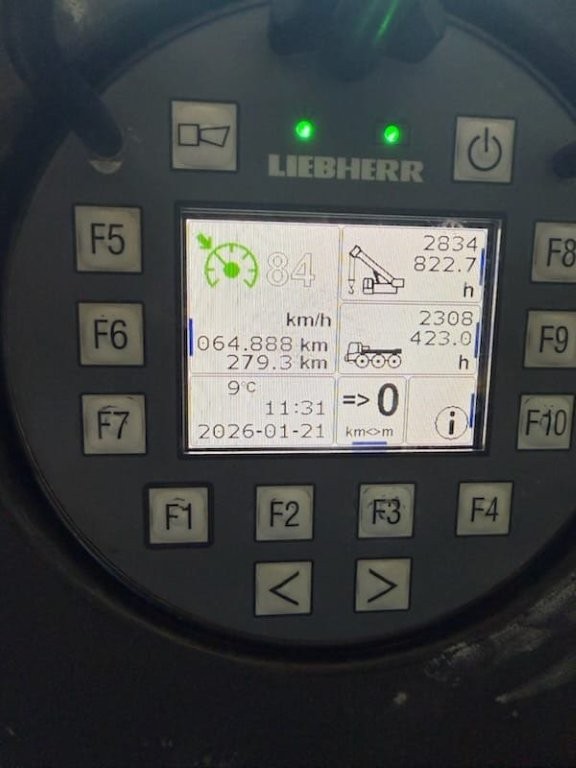 LIEBHERR
F5
F6
F7
F8
F9
F10
84
km/h
064.888 km
279.3 km
2834
822.7
h
2308
423.0
h
9°C
11:31
2026-01-21
=> 0
km<>m
i
F1
F2
F3
F4
<
>